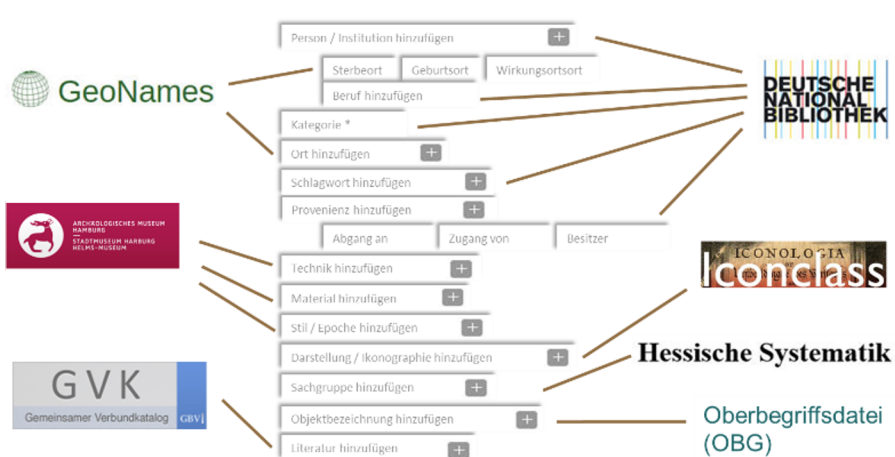 Person / Institution hinzufügen
Sterbeort
Geburtsort
Wirkungsortsort
Beruf hinzufügen
Kategorie *
Ort hinzufügen
Schlagwort hinzufügen
Provenienz hinzufügen
Abgang an
Zugang von
Besitzer
Technik hinzufügen
Material hinzufügen
Stil / Epoche hinzufügen
Darstellung / Ikonographie hinzufügen
Sachgruppe hinzufügen
Objektbezeichnung hinzufügen
Literatur hinzufügen
GeoNames
ARCHÄOLOGISCHES MUSEUM
HAMBURG
STADTMUSEUM HARBURG
HELMS-MUSEUM
GVK
Gemeinsamer Verbundkatalog
GBV
DEUTSCHE
NATIONAL
BIBLIOTHEK
ICONOLOGIA
Iconclass
Hessische Systematik
Oberbegriffsdatei
(OBG)